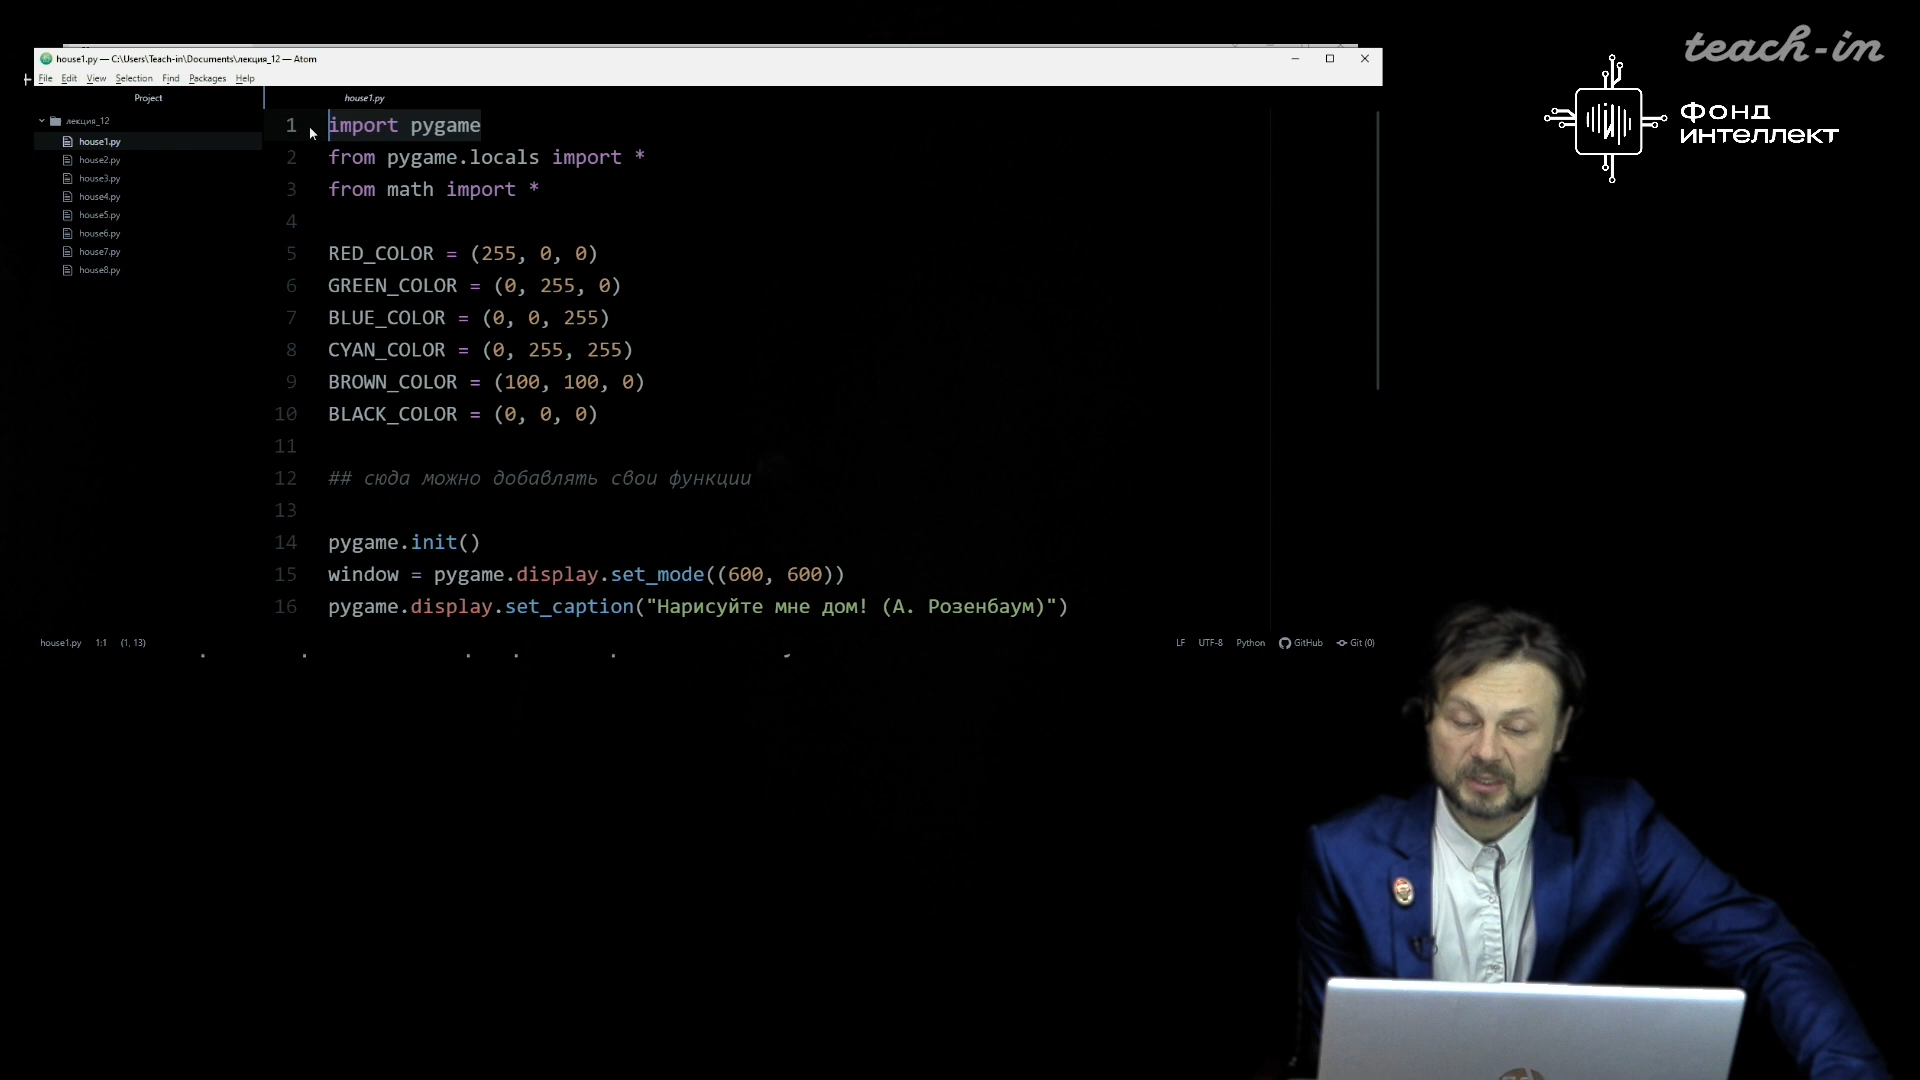 teach-in
ФОНД
ИНТЕЛЛЕКТ
house1.py — C:\Users\Teach-in\Documents\лекция_12 — Atom
File Edit View Selection Find Packages Help
Project
house1.py
лекция_12
house1.py
house2.py
house3.py
house4.py
house5.py
house6.py
house7.py
house8.py
1 import pygame
2 from pygame.locals import *
3 from math import *
4
5 RED_COLOR = (255, 0, 0)
6 GREEN_COLOR = (0, 255, 0)
7 BLUE_COLOR = (0, 0, 255)
8 CYAN_COLOR = (0, 255, 255)
9 BROWN_COLOR = (100, 100, 0)
10 BLACK_COLOR = (0, 0, 0)
11
12 ## сюда можно добавлять свои функции
13
14 pygame.init()
15 window = pygame.display.set_mode((600, 600))
16 pygame.display.set_caption("Нарисуйте мне дом! (А. Розенбаум)")
house1.py 1:1 (1, 13) LF UTF-8 Python GitHub Git (0)